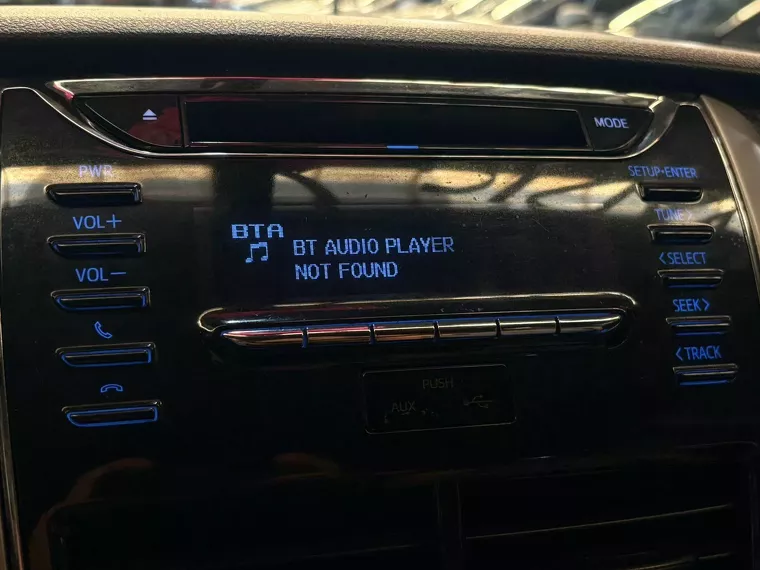 MODE
PWR
SETUP•ENTER
VOL+
TUNE>
BTA
BT AUDIO PLAYER
NOT FOUND
<SELECT
VOL-
SEEK>
<TRACK
PUSH
AUX